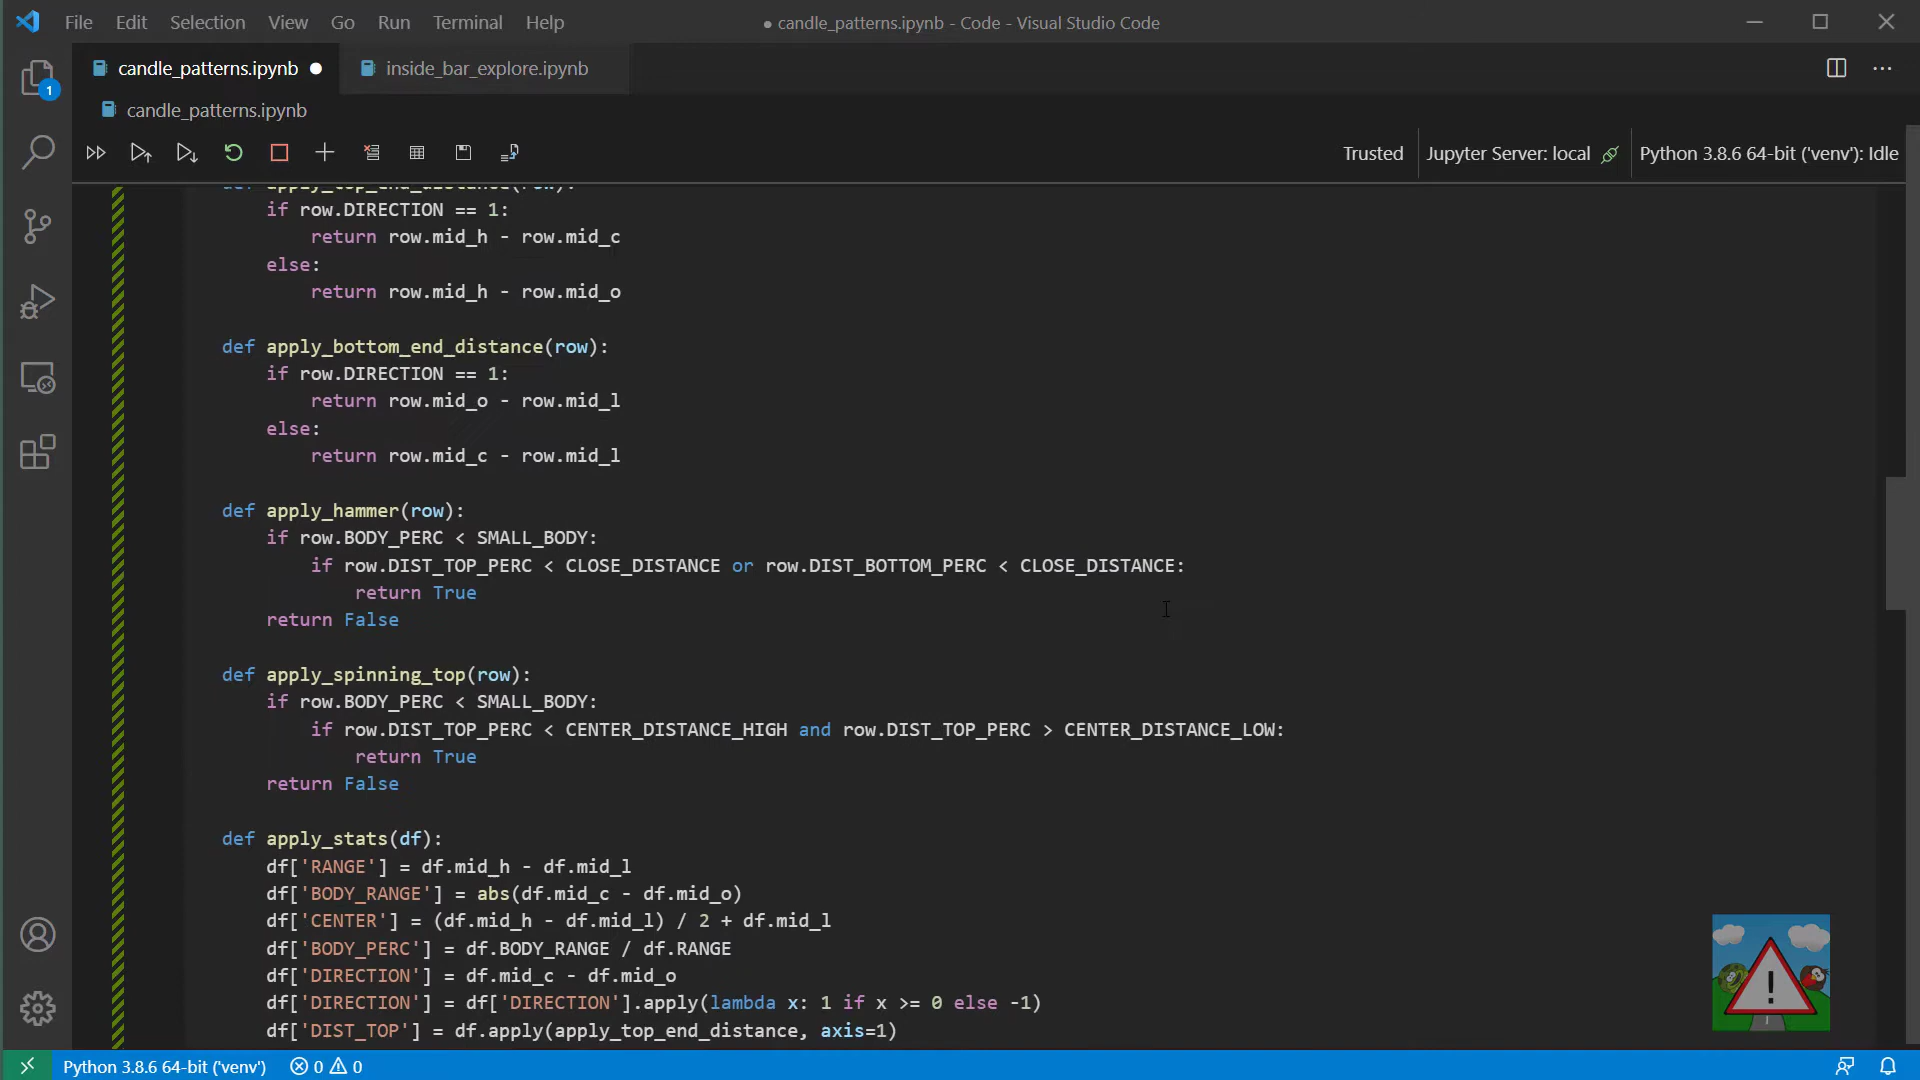 File Edit Selection View Go Run Terminal Help
● candle_patterns.ipynb - Code - Visual Studio Code
candle_patterns.ipynb ●
inside_bar_explore.ipynb
1
candle_patterns.ipynb
Trusted
Jupyter Server: local
Python 3.8.6 64-bit ('venv'): Idle
def apply_top_end_distance(row):
if row.DIRECTION == 1:
return row.mid_h - row.mid_c
else:
return row.mid_h - row.mid_o
def apply_bottom_end_distance(row):
if row.DIRECTION == 1:
return row.mid_o - row.mid_l
else:
return row.mid_c - row.mid_l
def apply_hammer(row):
if row.BODY_PERC < SMALL_BODY:
if row.DIST_TOP_PERC < CLOSE_DISTANCE or row.DIST_BOTTOM_PERC < CLOSE_DISTANCE:
return True
return False
def apply_spinning_top(row):
if row.BODY_PERC < SMALL_BODY:
if row.DIST_TOP_PERC < CENTER_DISTANCE_HIGH and row.DIST_TOP_PERC > CENTER_DISTANCE_LOW:
return True
return False
def apply_stats(df):
df['RANGE'] = df.mid_h - df.mid_l
df['BODY_RANGE'] = abs(df.mid_c - df.mid_o)
df['CENTER'] = (df.mid_h - df.mid_l) / 2 + df.mid_l
df['BODY_PERC'] = df.BODY_RANGE / df.RANGE
df['DIRECTION'] = df.mid_c - df.mid_o
df['DIRECTION'] = df['DIRECTION'].apply(lambda x: 1 if x >= 0 else -1)
df['DIST_TOP'] = df.apply(apply_top_end_distance, axis=1)
!
Python 3.8.6 64-bit ('venv')
0
0